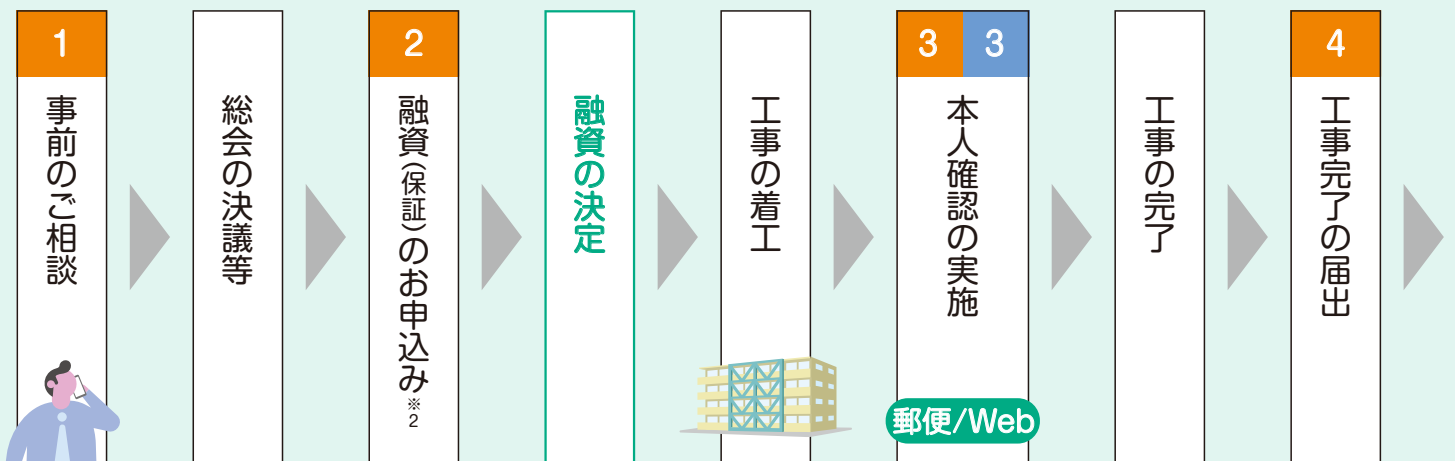 1
事前のご相談
総会の決議等
2
融資(保証)のお申込み※2
融資の決定
工事の着工
3 3
本人確認の実施
郵便/Web
工事の完了
4
工事完了の届出